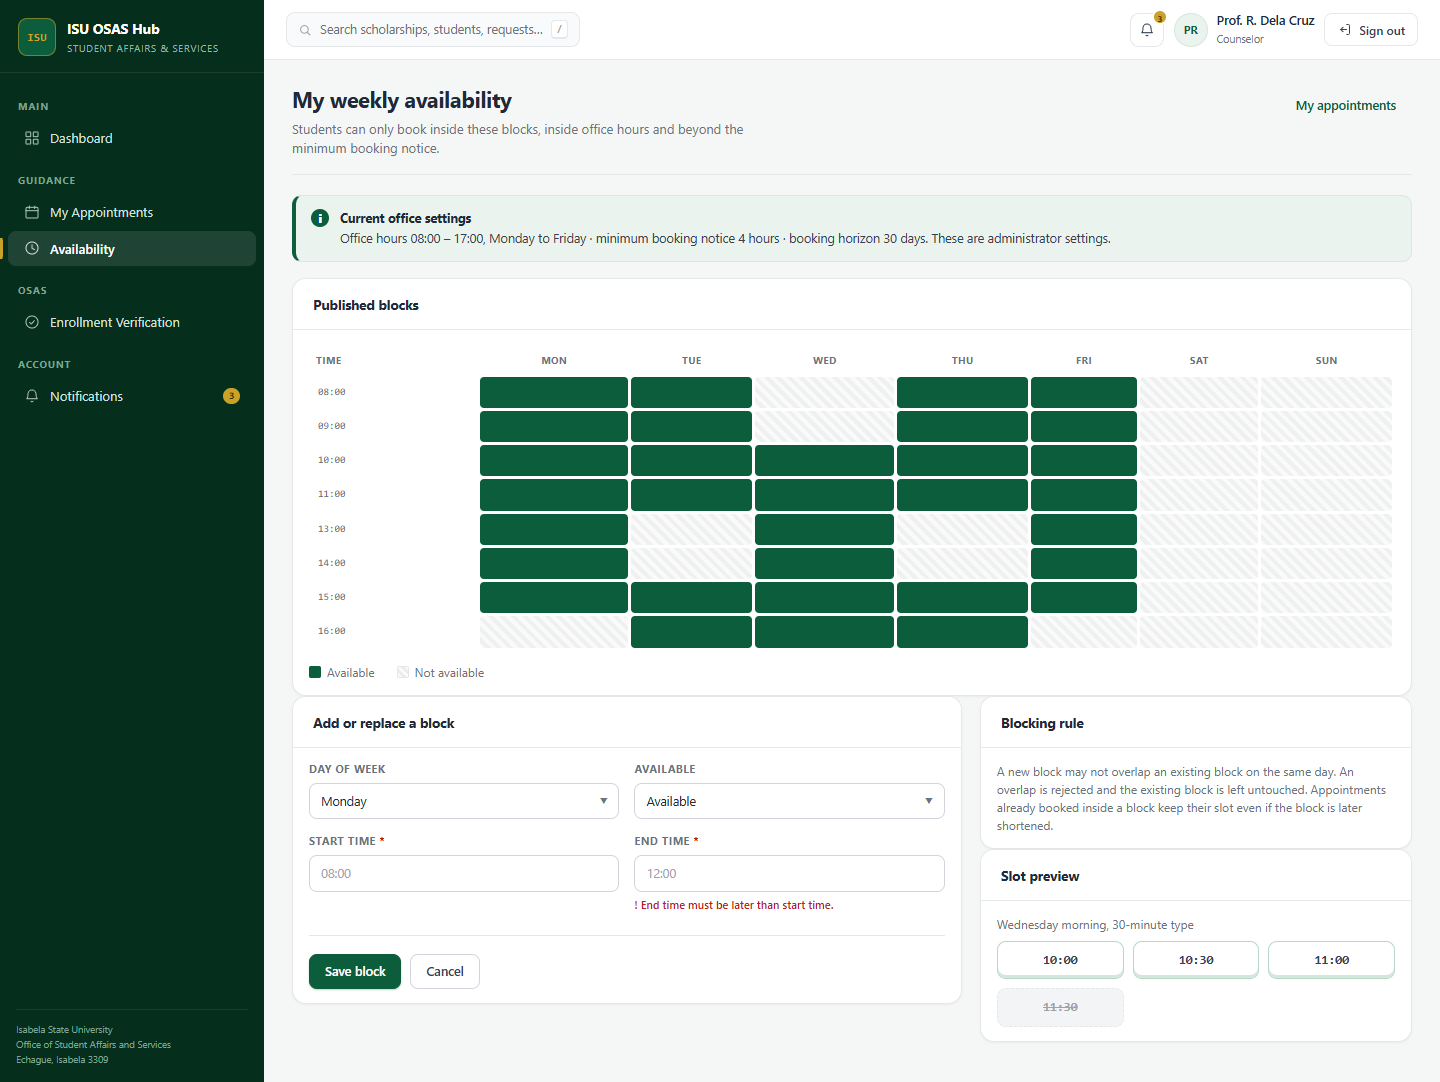 ISU
ISU OSAS Hub
STUDENT AFFAIRS & SERVICES
MAIN
Dashboard
GUIDANCE
My Appointments
Availability
OSAS
Enrollment Verification
ACCOUNT
Notifications
3
Isabela State University
Office of Student Affairs and Services
Echague, Isabela 3309
Search scholarships, students, requests...
/
3
PR
Prof. R. Dela Cruz
Counselor
Sign out
My weekly availability
Students can only book inside these blocks, inside office hours and beyond the
minimum booking notice.
My appointments
i
Current office settings
Office hours 08:00 – 17:00, Monday to Friday · minimum booking notice 4 hours · booking horizon 30 days. These are administrator settings.
Published blocks
TIME MON TUE WED THU FRI SAT SUN
08:00
09:00
10:00
11:00
13:00
14:00
15:00
16:00
Available
Not available
Add or replace a block
DAY OF WEEK
Monday
AVAILABLE
Available
START TIME *
08:00
END TIME *
12:00
! End time must be later than start time.
Save block
Cancel
Blocking rule
A new block may not overlap an existing block on the same day. An
overlap is rejected and the existing block is left untouched. Appointments
already booked inside a block keep their slot even if the block is later
shortened.
Slot preview
Wednesday morning, 30-minute type
10:00
10:30
11:00
11:30